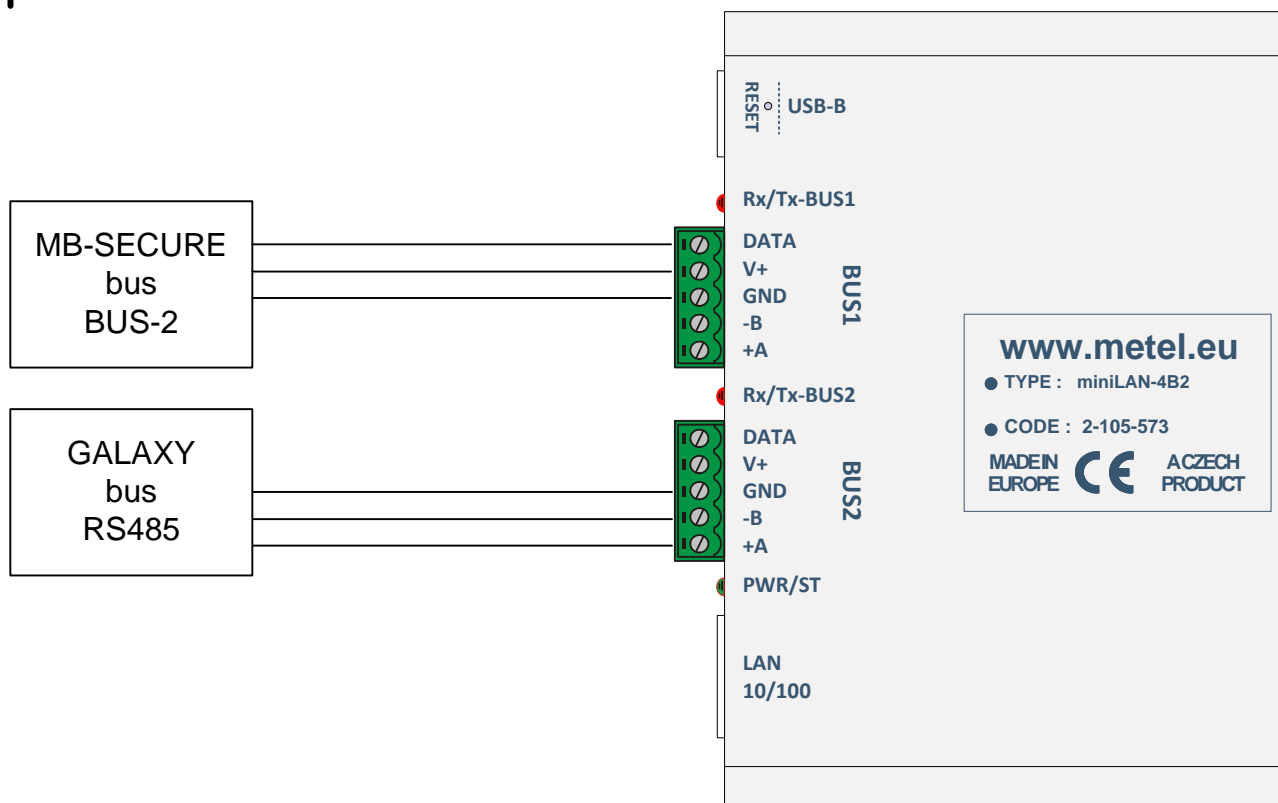 RESET
USB-B
Rx/Tx-BUS1
MB-SECURE
bus
BUS-2
DATA
V+
GND
-B
+A
BUS1
Rx/Tx-BUS2
GALAXY
bus
RS485
DATA
V+
GND
-B
+A
BUS2
PWR/ST
LAN
10/100
www.metel.eu
TYPE : miniLAN-4B2
CODE : 2-105-573
MADE IN
EUROPE
CE
A CZECH
PRODUCT